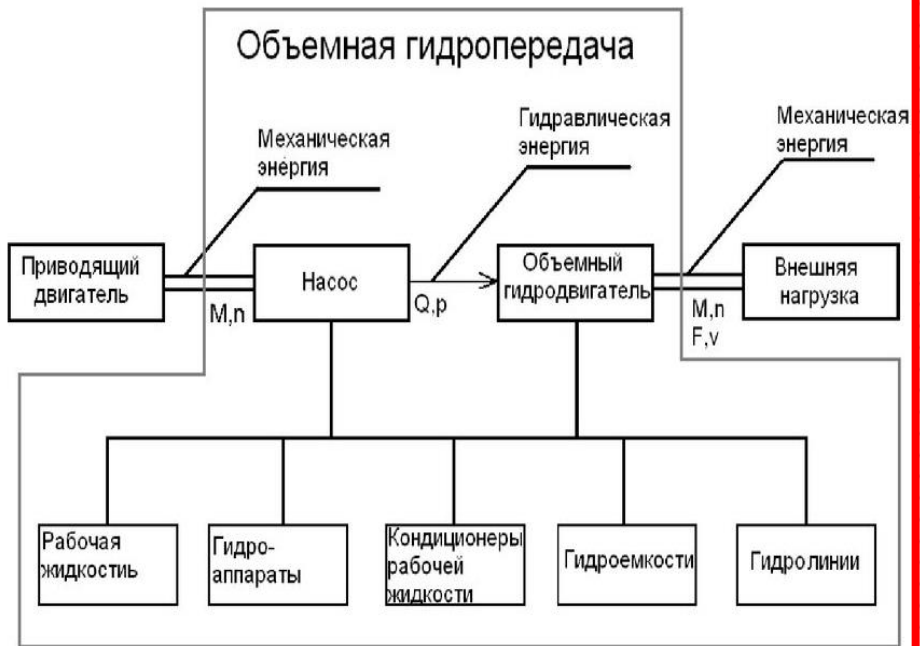 Объемная гидропередача
Механическая
энергия
Гидравлическая
энергия
Механическая
энергия
Приводящий
двигатель
M,n
Насос
Q,p
Объемный
гидродвигатель
M,n
F,v
Внешняя
нагрузка
Рабочая
жидкостиь
Гидро-
аппараты
Кондиционеры
рабочей
жидкости
Гидроемкости
Гидролинии